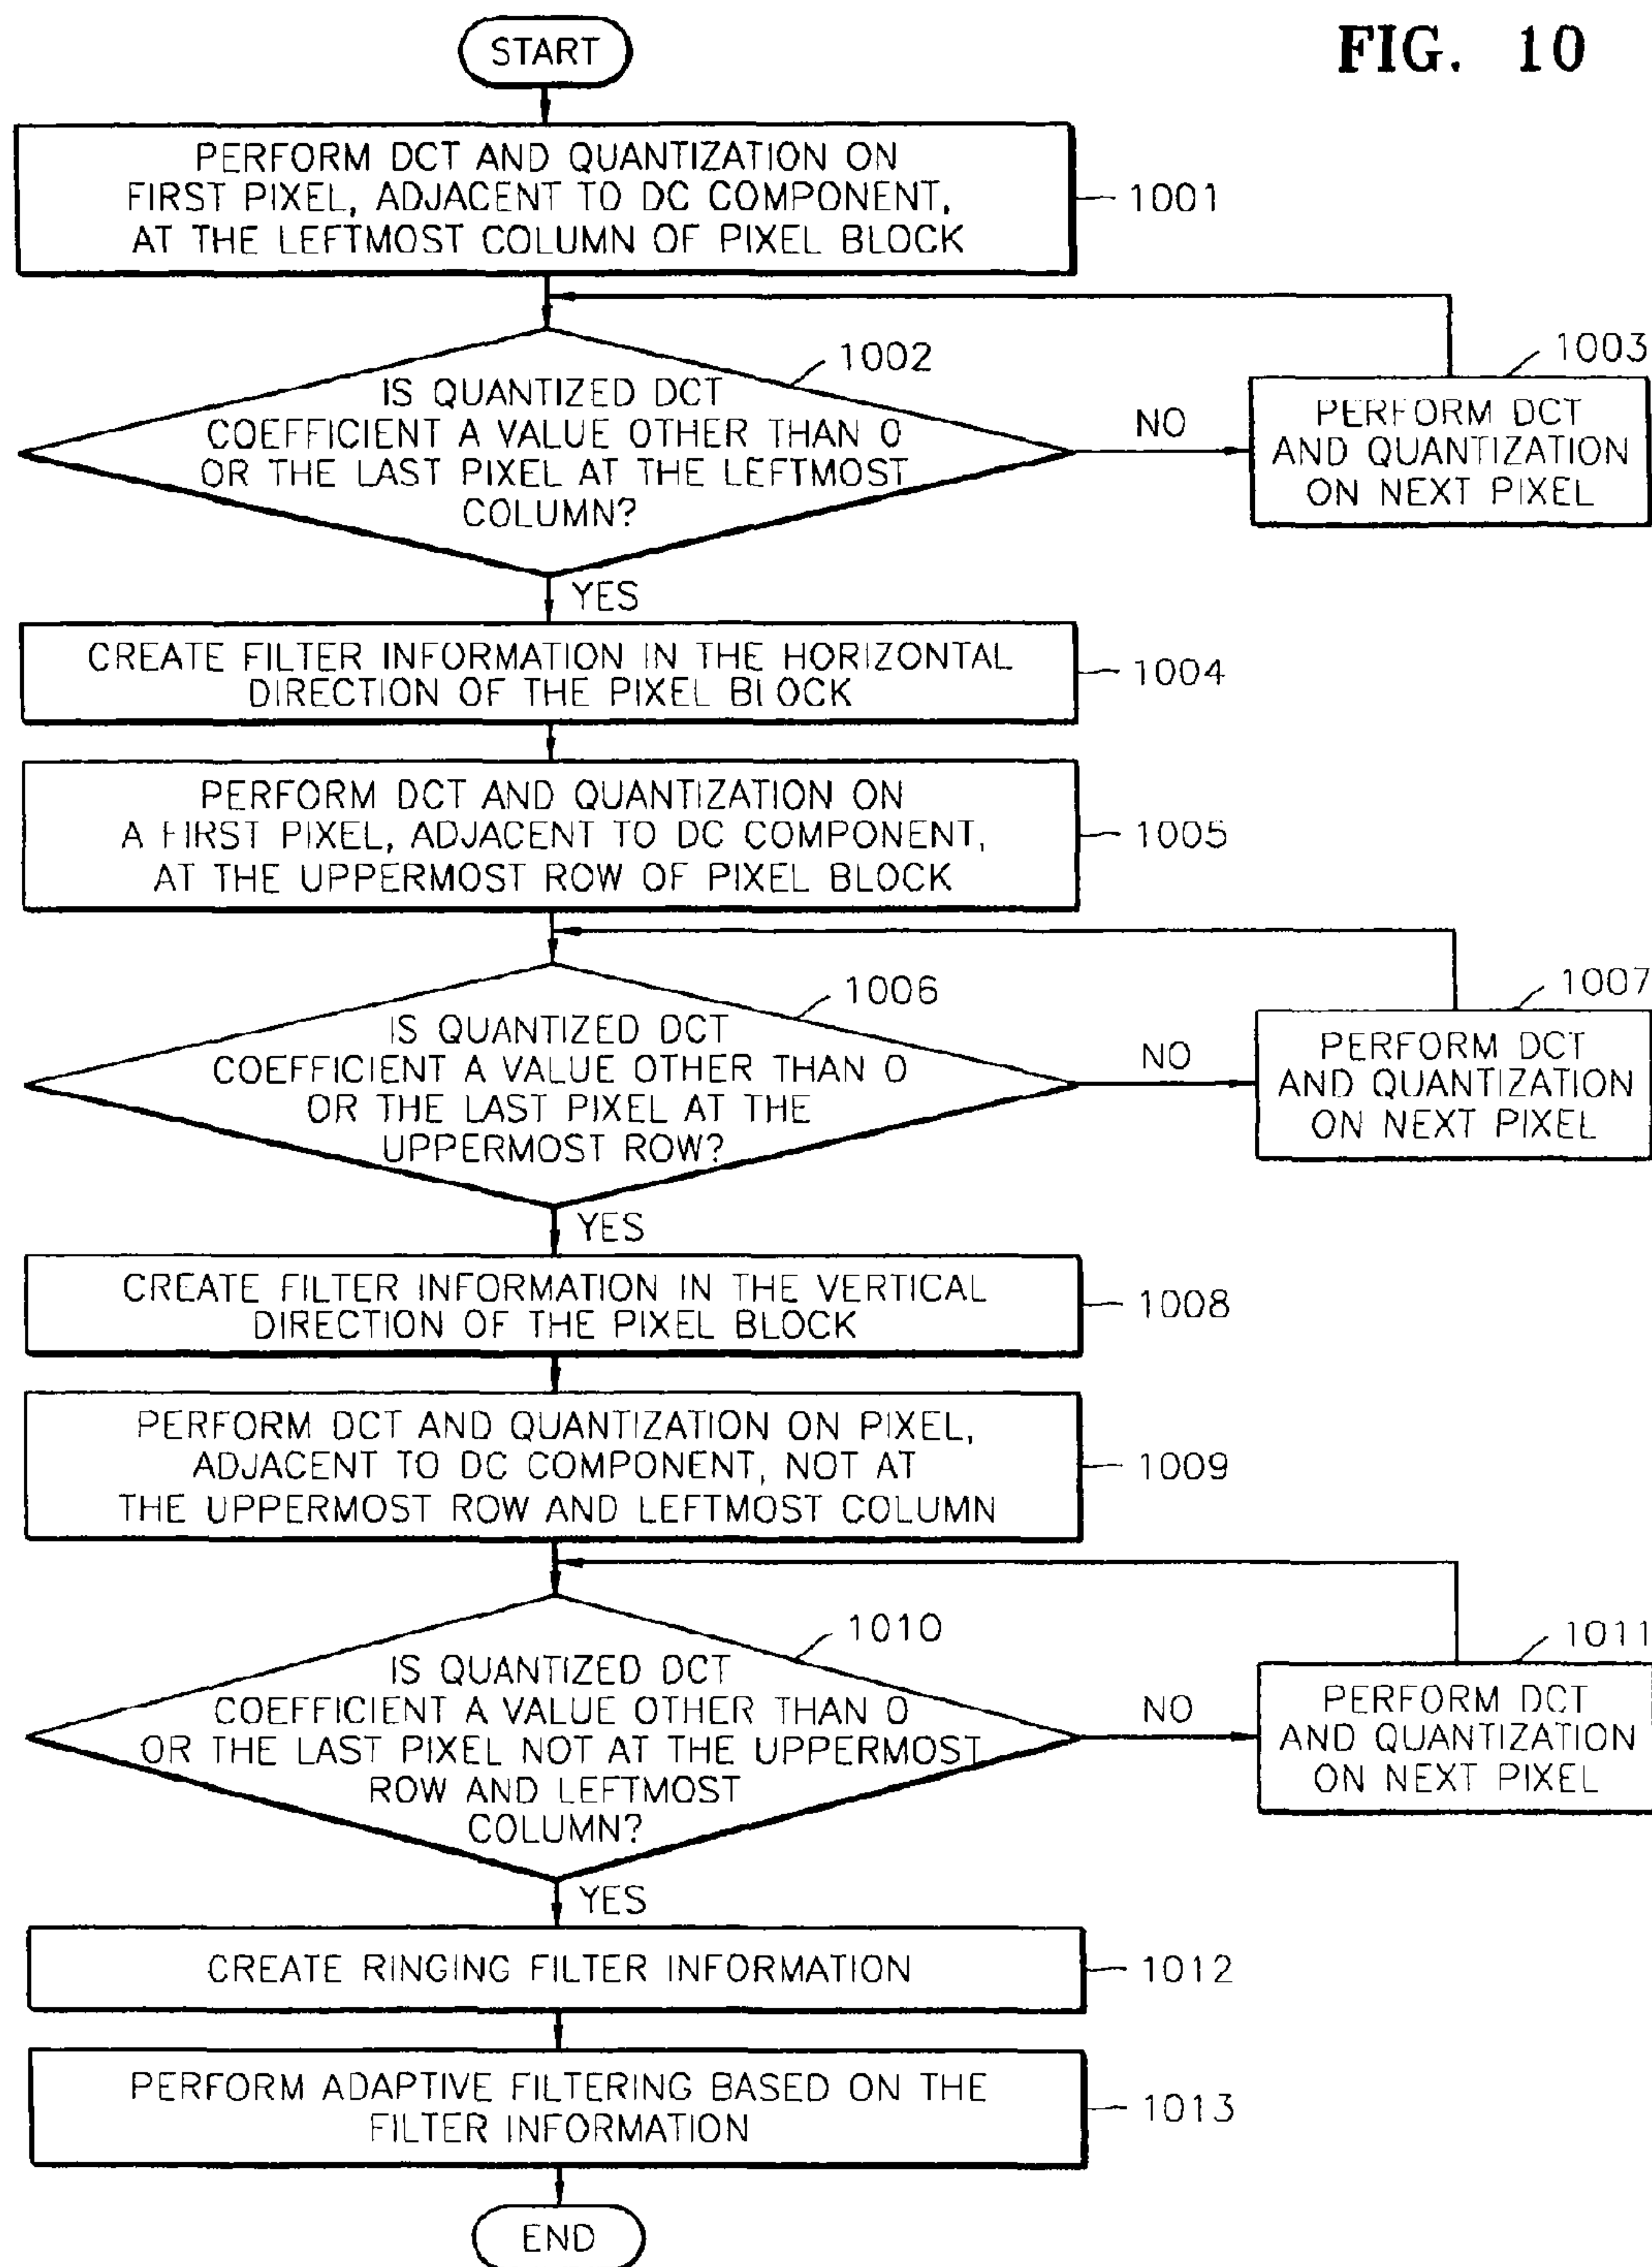 FIG. 10
START
PERFORM DCT AND QUANTIZATION ON
FIRST PIXEL, ADJACENT TO DC COMPONENT,
AT THE LEFTMOST COLUMN OF PIXEL BLOCK
1001
1002
IS QUANTIZED DCT
COEFFICIENT A VALUE OTHER THAN 0
OR THE LAST PIXEL AT THE LEFTMOST
COLUMN?
NO
1003
PERFORM DCT
AND QUANTIZATION
ON NEXT PIXEL
YES
CREATE FILTER INFORMATION IN THE HORIZONTAL
DIRECTION OF THE PIXEL BLOCK
1004
PERFORM DCT AND QUANTIZATION ON
A FIRST PIXEL, ADJACENT TO DC COMPONENT,
AT THE UPPERMOST ROW OF PIXEL BLOCK
1005
1006
IS QUANTIZED DCT
COEFFICIENT A VALUE OTHER THAN 0
OR THE LAST PIXEL AT THE
UPPERMOST ROW?
NO
1007
PERFORM DCT
AND QUANTIZATION
ON NEXT PIXEL
YES
CREATE FILTER INFORMATION IN THE VERTICAL
DIRECTION OF THE PIXEL BLOCK
1008
PERFORM DCT AND QUANTIZATION ON PIXEL,
ADJACENT TO DC COMPONENT, NOT AT
THE UPPERMOST ROW AND LEFTMOST COLUMN
1009
1010
IS QUANTIZED DCT
COEFFICIENT A VALUE OTHER THAN 0
OR THE LAST PIXEL NOT AT THE UPPERMOST
ROW AND LEFTMOST
COLUMN?
NO
1011
PERFORM DCT
AND QUANTIZATION
ON NEXT PIXEL
YES
CREATE RINGING FILTER INFORMATION
1012
PERFORM ADAPTIVE FILTERING BASED ON THE
FILTER INFORMATION
1013
END